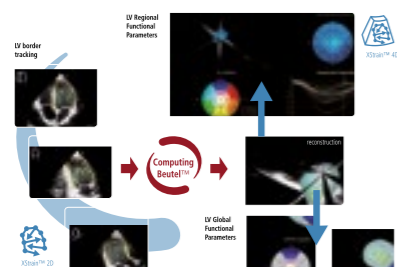 LV Regional
Functional
Parameters
LV border
tracking
XStrain™ 4D
Computing
Beutel™
reconstruction
LV Global
Functional
Parameters
XStrain™ 2D